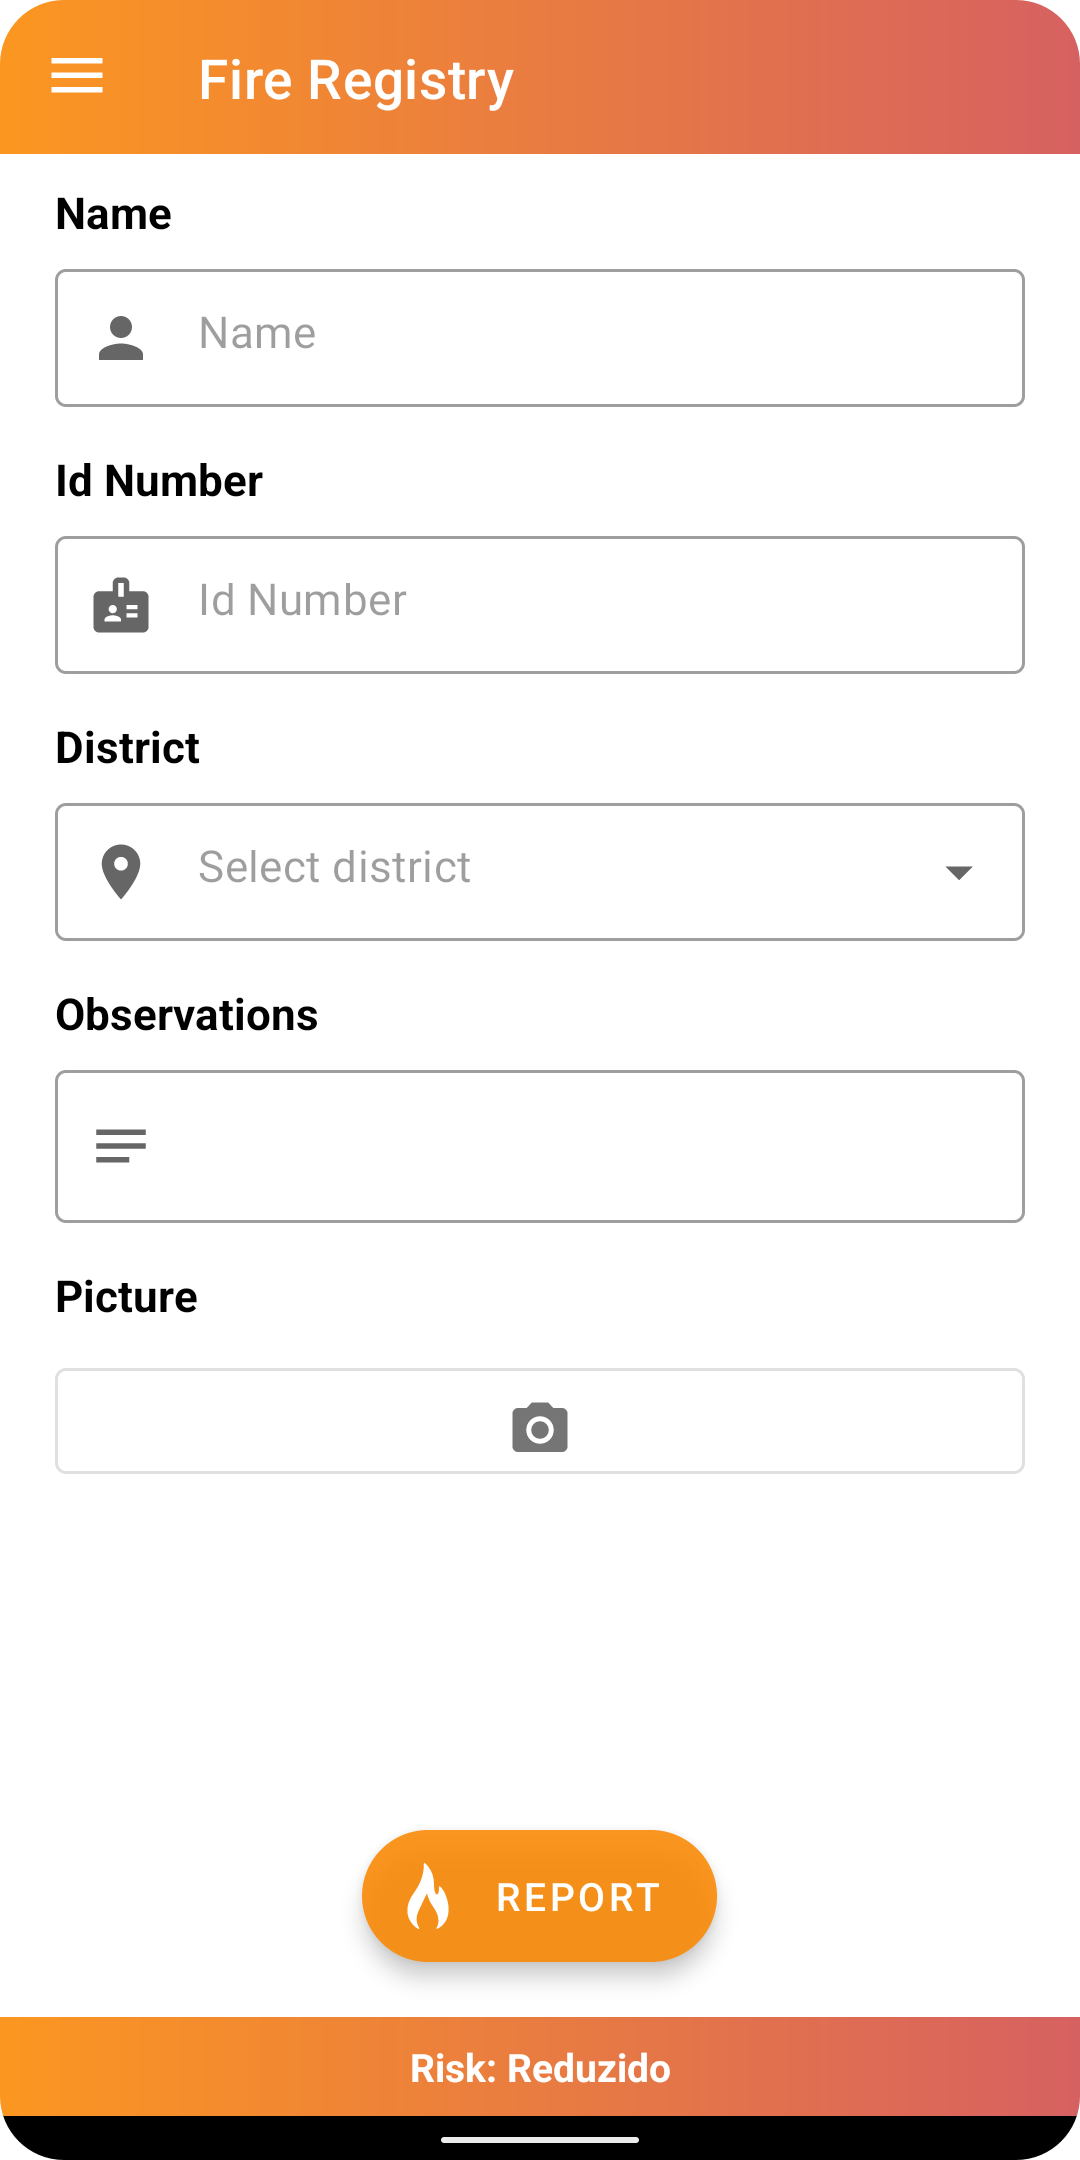 Fire Registry
Name
Name
Id Number
Id Number
District
Select district
Observations
Picture
REPORT
Risk: Reduzido